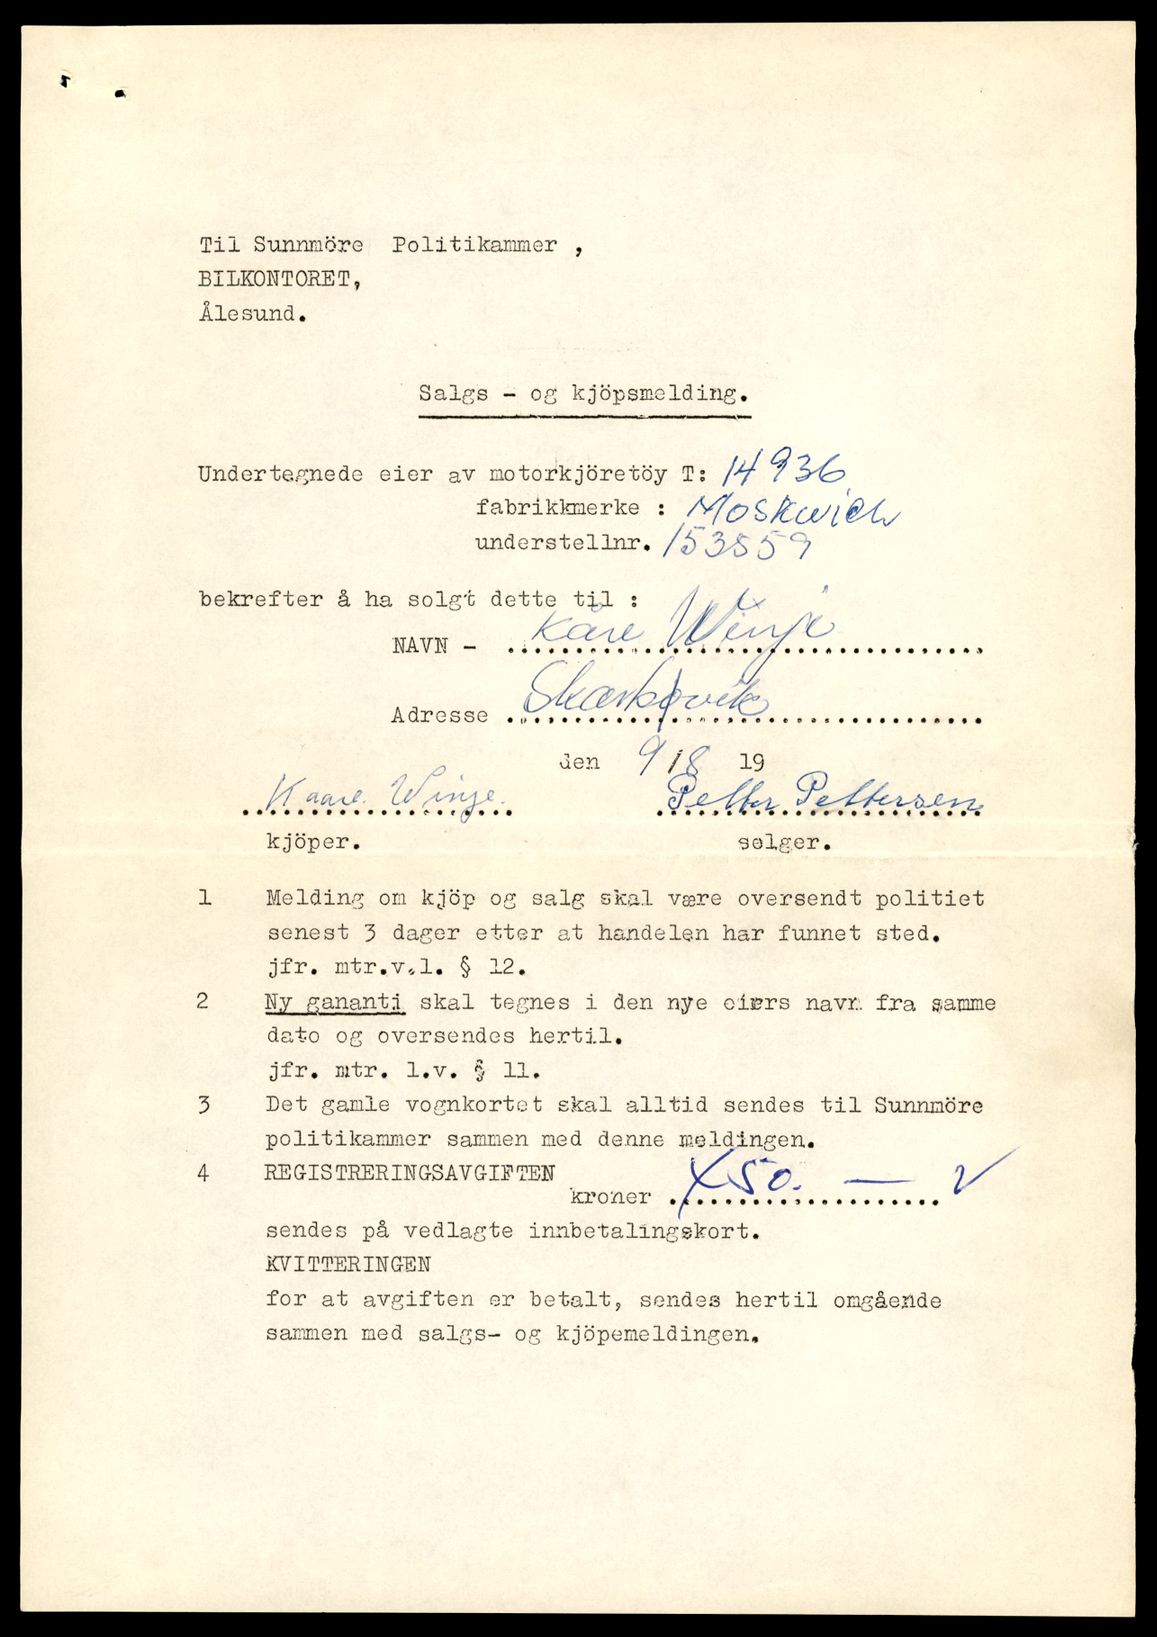 Til Sunnmöre Politikammer ,
BILKONTORET,
Ålesund.
Salgs - og kjöpsmelding.
Undertegnede eier av motorkjöretöy T: 14936
fabrikkmerke : Moskwich
understellnr. 153559
bekrefter å ha solgt dette til :
NAVN - Kåre Winje
Adresse
den 9/8 19
Kaare Winje. Petter Pettersen
kjöper. selger.
1 Melding om kjöp og salg skal være oversendt politiet
senest 3 dager etter at handelen har funnet sted.
jfr. mtr.v.l. § 12.
2 Ny gananti skal tegnes i den nye eiers navn fra samme
dato og oversendes hertil.
jfr. mtr. l.v. § 11.
3 Det gamle vognkortet skal alltid sendes til Sunnmöre
politikammer sammen med denne meldingen.
4 REGISTRERINGSAVGIFTEN
kroner X 50. — V
sendes på vedlagte innbetalingskort.
KVITTERINGEN
for at avgiften er betalt, sendes hertil omgående
sammen med salgs- og kjöpemeldingen.